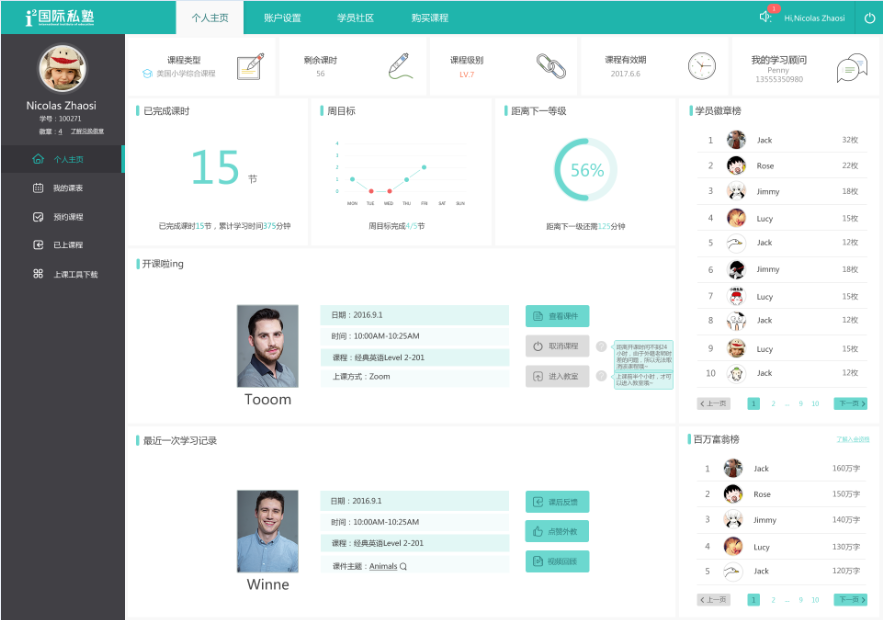 i²国际私塾
个人主页
账户设置
学员社区
购买课程
1
Hi,Nicolas Zhaosi
Nicolas Zhaosi
学号：100271
徽章：4 了解兑换徽章
个人主页
我的课表
预约课程
已上课程
上课工具下载
课程类型
美国小学综合课程
剩余课时
56
课程级别
LV.7
课程有效期
2017.6.6
我的学习顾问
Penny
13555350980
已完成课时
15 节
已完成课时15节，累计学习时间375分钟
周目标
4
3
2
1
0
MON TUE WED THU FRI SAT SUN
周目标完成4/5节
距离下一等级
56%
距离下一级还需125分钟
开课啦ing
Tooom
日期：2016.9.1
时间：10:00AM-10:25AM
课程：经典英语Level 2-201
上课方式：Zoom
查看课件
取消课程
进入教室
上课前半个小时，才可
以进入教室哦~
最近一次学习记录
Winne
日期：2016.9.1
时间：10:00AM-10:25AM
课程：经典英语Level 2-201
课件主题：Animals
课后反馈
点赞外教
视频回顾
学员徽章榜
1 Jack 32枚
2 Rose 22枚
3 Jimmy 18枚
4 Lucy 15枚
5 Jack 12枚
6 Jimmy 18枚
7 Lucy 15枚
8 Jack 12枚
9 Lucy 15枚
10 Jack 12枚
上一页 1 2 ... 9 10 下一页
百万富翁榜
1 Jack 160万字
2 Rose 150万字
3 Jimmy 140万字
4 Lucy 130万字
5 Jack 120万字
上一页 1 2 ... 9 10 下一页